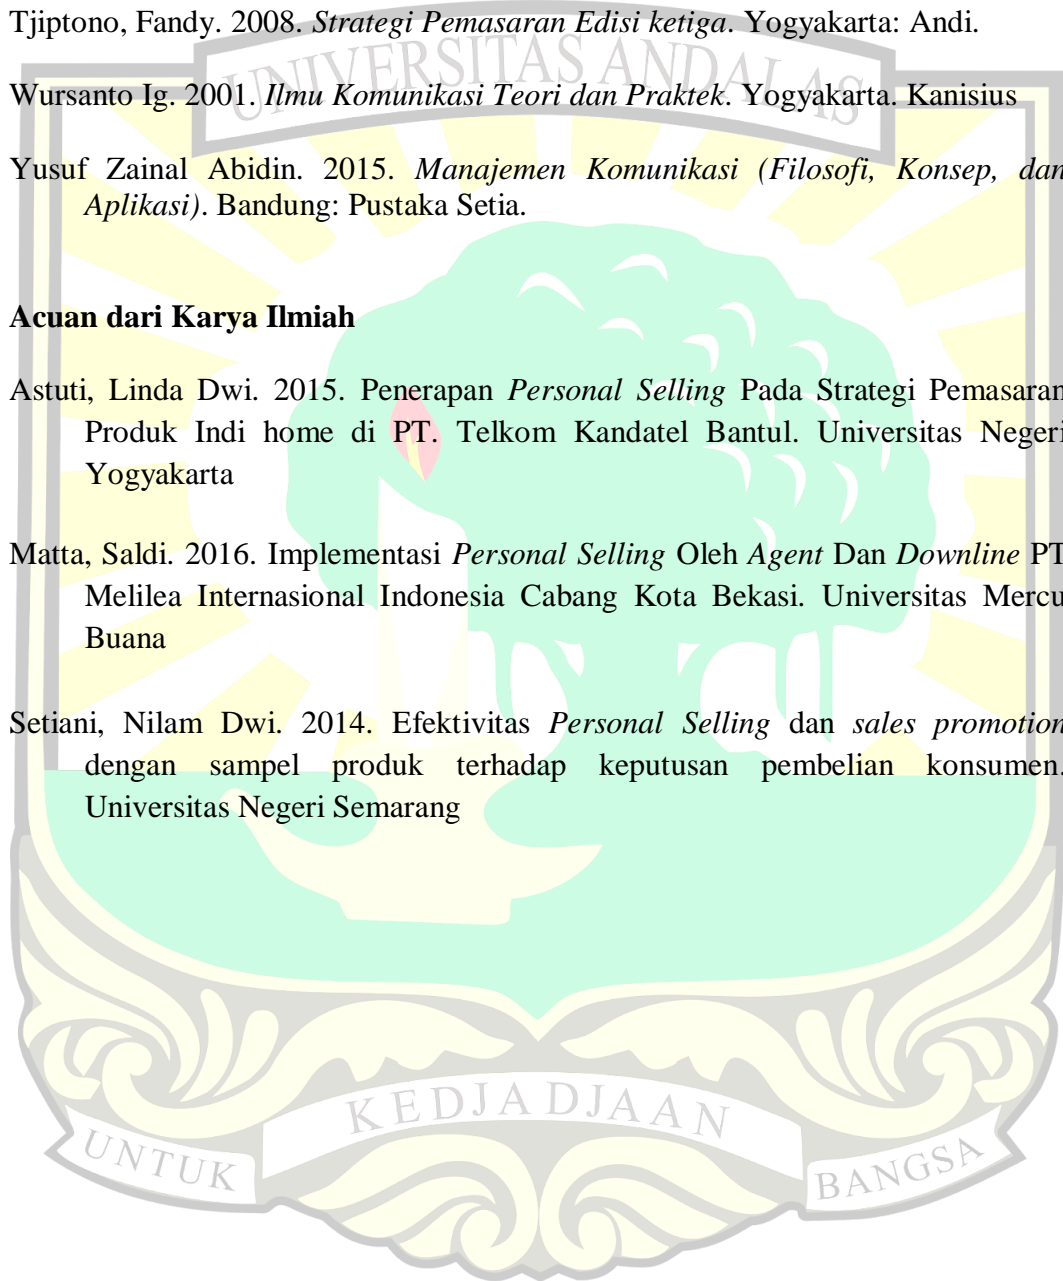 Tjiptono, Fandy. 2008. Strategi Pemasaran Edisi ketiga. Yogyakarta: Andi.
UNIVERSITAS ANDALAS
Wursanto Ig. 2001. Ilmu Komunikasi Teori dan Praktek. Yogyakarta. Kanisius
Yusuf Zainal Abidin. 2015. Manajemen Komunikasi (Filosofi, Konsep, dan
Aplikasi). Bandung: Pustaka Setia.
Acuan dari Karya Ilmiah
Astuti, Linda Dwi. 2015. Penerapan Personal Selling Pada Strategi Pemasaran
Produk Indi home di PT. Telkom Kandatel Bantul. Universitas Negeri
Yogyakarta
Matta, Saldi. 2016. Implementasi Personal Selling Oleh Agent Dan Downline PT
Melilea Internasional Indonesia Cabang Kota Bekasi. Universitas Mercu
Buana
Setiani, Nilam Dwi. 2014. Efektivitas Personal Selling dan sales promotion
dengan sampel produk terhadap keputusan pembelian konsumen.
Universitas Negeri Semarang
UNTUK KEDJADJAAN BANGSA